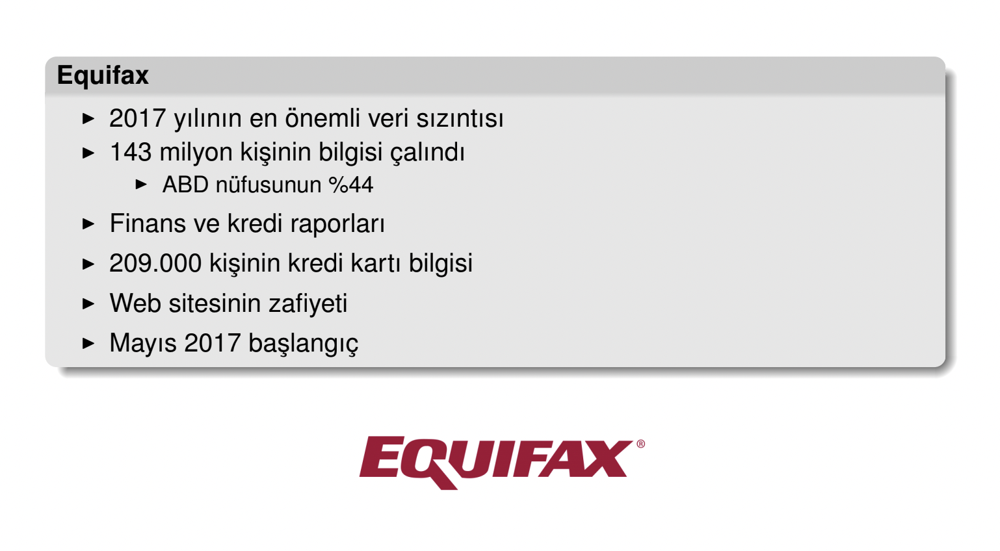 Equifax
▶ 2017 yılının en önemli veri sızıntısı
▶ 143 milyon kişinin bilgisi çalındı
▶ ABD nüfusunun %44
▶ Finans ve kredi raporları
▶ 209.000 kişinin kredi kartı bilgisi
▶ Web sitesinin zafiyeti
▶ Mayıs 2017 başlangıç
EQUIFAX®